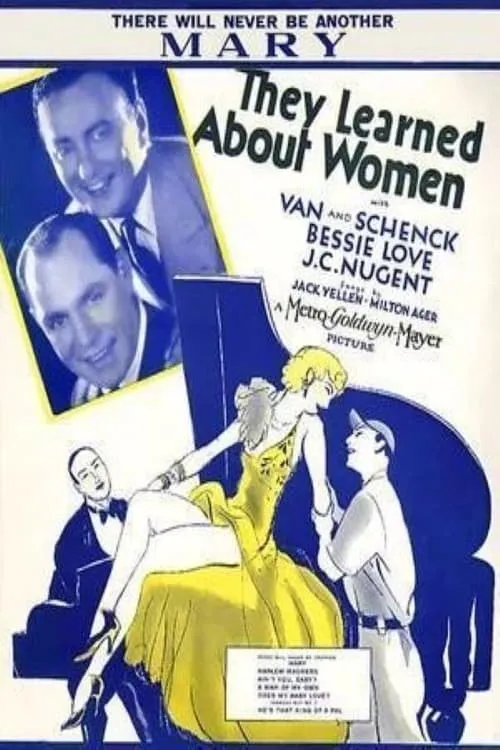 THERE WILL NEVER BE ANOTHER
MARY
They Learned
About Women
with
VAN AND SCHENCK
BESSIE LOVE
J.C. NUGENT
Songs by
JACK YELLEN - MILTON AGER
A Metro-Goldwyn-Mayer
PICTURE
MARY
HARLEM MADNESS
AIN'T YOU, BABY?
A MAN OF MY OWN
DOES MY BABY LOVE?
HE'S THAT KIND OF A PAL